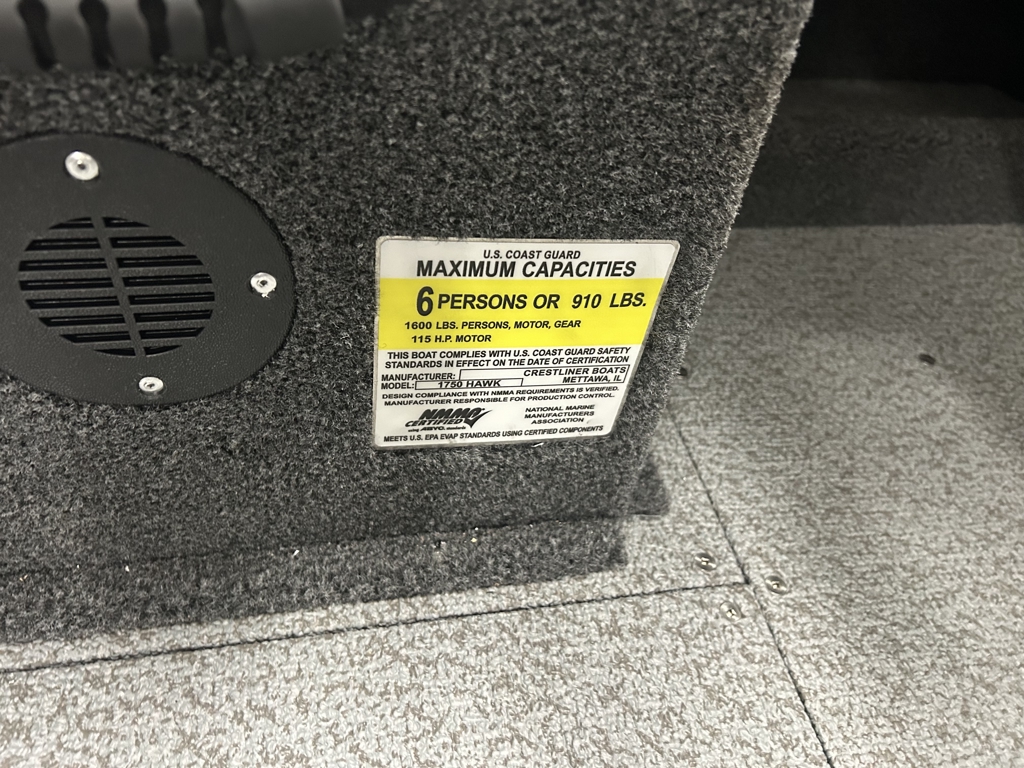 U.S. COAST GUARD
MAXIMUM CAPACITIES
6 PERSONS OR 910 LBS.
1600 LBS. PERSONS, MOTOR, GEAR
115 H.P. MOTOR
THIS BOAT COMPLIES WITH U.S. COAST GUARD SAFETY
STANDARDS IN EFFECT ON THE DATE OF CERTIFICATION
MANUFACTURER: CRESTLINER BOATS
METTAWA, IL
MODEL: 1750 HAWK
DESIGN COMPLIANCE WITH NMMA REQUIREMENTS IS VERIFIED.
MANUFACTURER RESPONSIBLE FOR PRODUCTION CONTROL.
NMMA
CERTIFIED
using ABYC standards
NATIONAL MARINE
MANUFACTURERS
ASSOCIATION
MEETS U.S. EPA EVAP STANDARDS USING CERTIFIED COMPONENTS